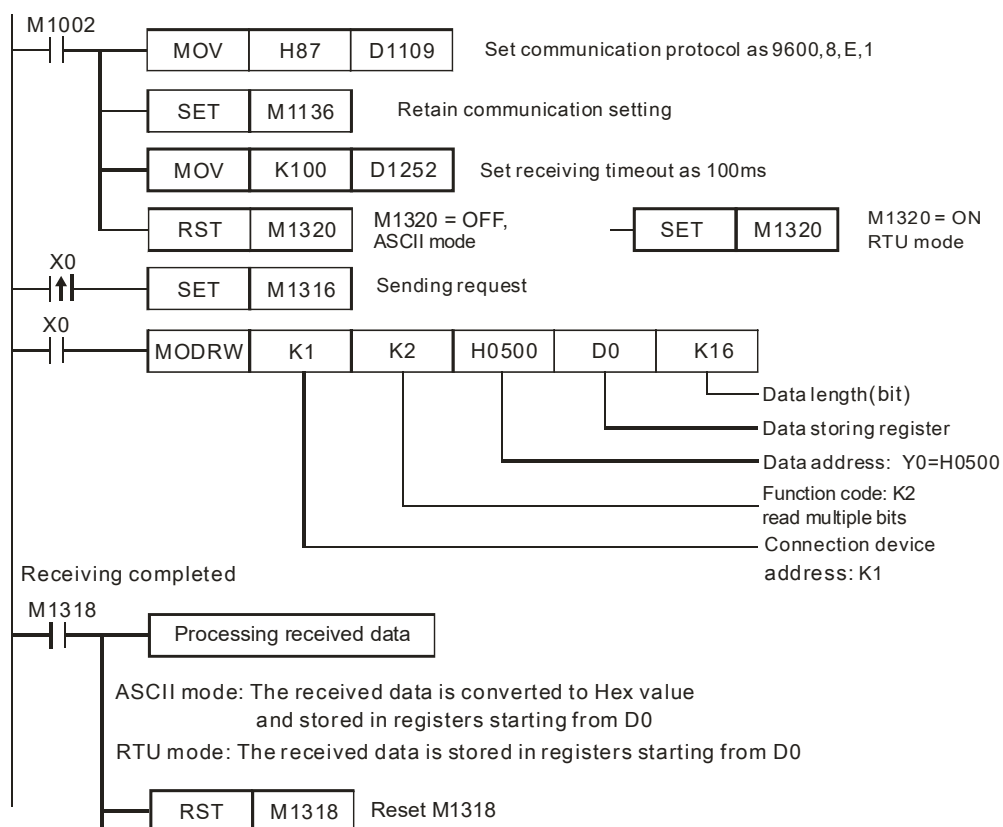 M1002
MOV H87 D1109 Set communication protocol as 9600,8,E,1
SET M1136 Retain communication setting
MOV K100 D1252 Set receiving timeout as 100ms
RST M1320 M1320 = OFF,
ASCII mode
SET M1320 M1320 = ON
RTU mode
X0
SET M1316 Sending request
X0
MODRW K1 K2 H0500 D0 K16
Data length(bit)
Data storing register
Data address: Y0=H0500
Function code: K2
read multiple bits
Connection device
address: K1
Receiving completed
M1318
Processing received data
ASCII mode: The received data is converted to Hex value
and stored in registers starting from D0
RTU mode: The received data is stored in registers starting from D0
RST M1318 Reset M1318